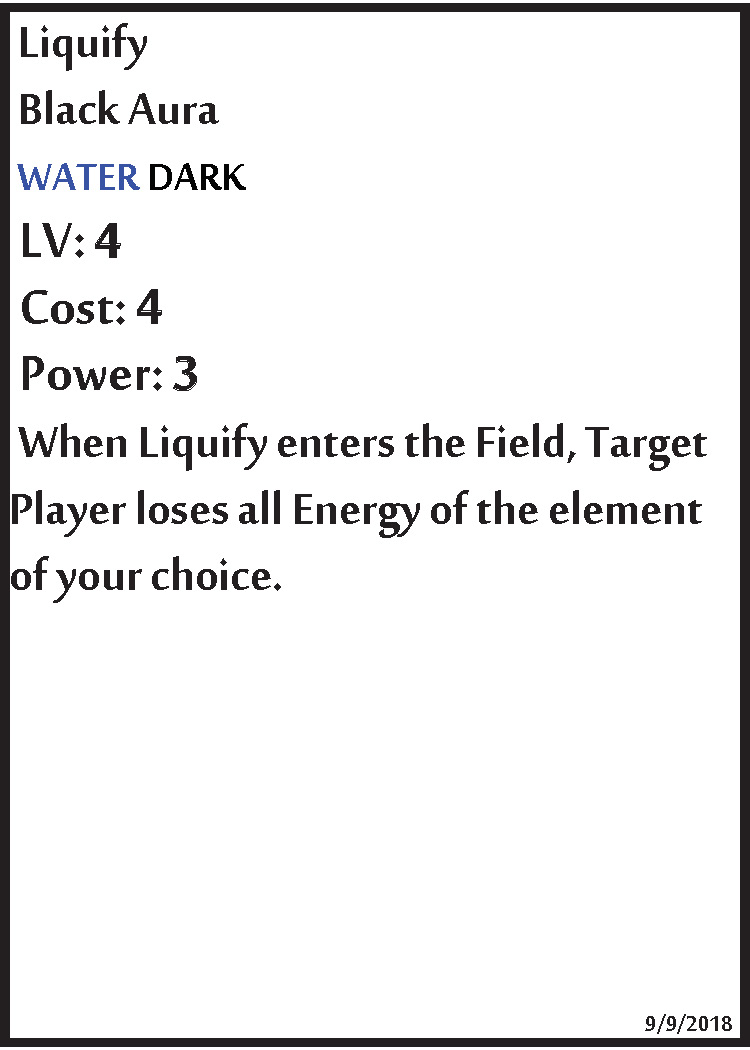 Liquify
Black Aura
WATER DARK
LV: 4
Cost: 4
Power: 3
When Liquify enters the Field, Target
Player loses all Energy of the element
of your choice.
9/9/2018